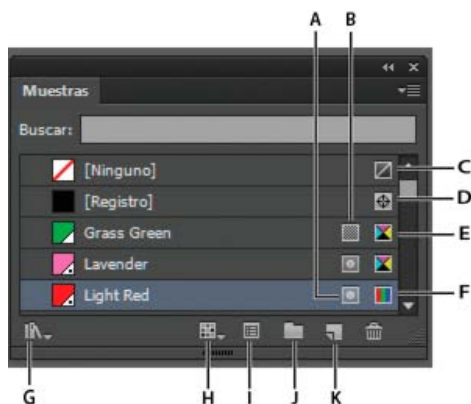 A B
Muestras
Buscar:
[Ninguno] C
[Registro] D
Grass Green E
Lavender
Light Red F
G H I J K